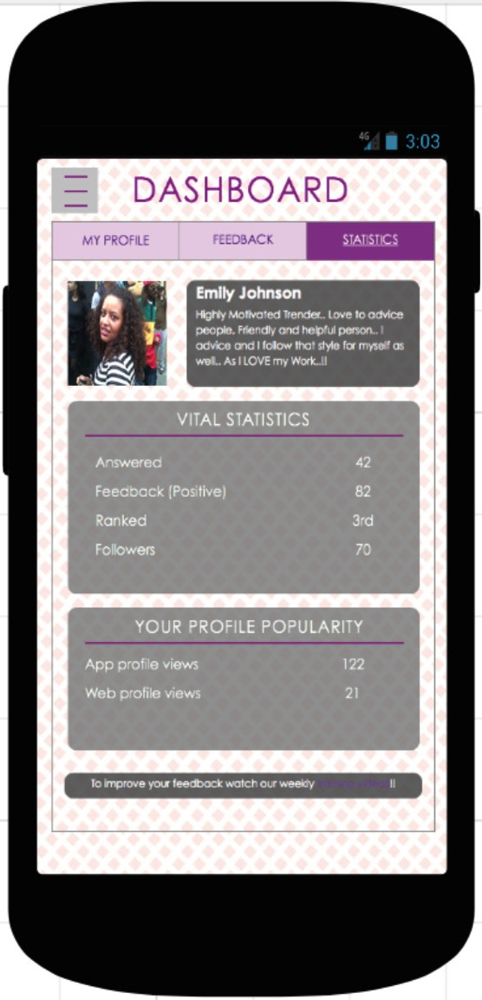 4G 3:03
DASHBOARD
MY PROFILE FEEDBACK STATISTICS
Emily Johnson
Highly Motivated Trender.. Love to advice
people. Friendly and helpful person.. I
advice and I follow that style for myself as
well.. As I LOVE my Work..!!
VITAL STATISTICS
Answered 42
Feedback (Positive) 82
Ranked 3rd
Followers 70
YOUR PROFILE POPULARITY
App profile views 122
Web profile views 21
To improve your feedback watch our weekly training videos!!